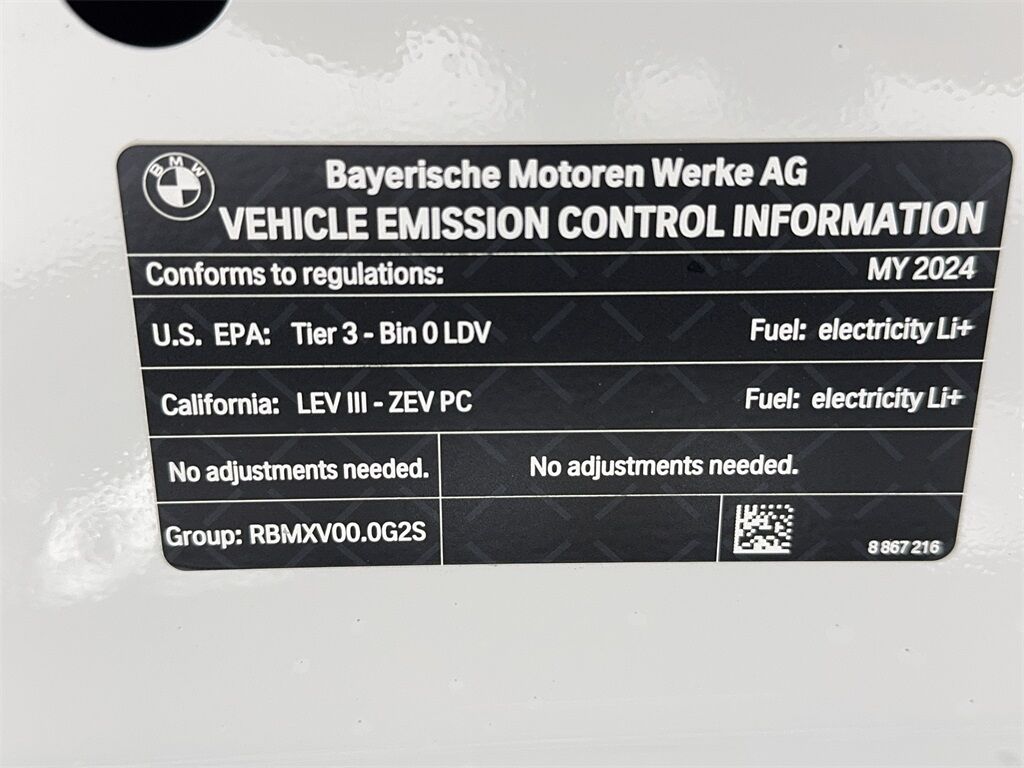 BMW
Bayerische Motoren Werke AG
VEHICLE EMISSION CONTROL INFORMATION
Conforms to regulations: MY 2024
U.S. EPA: Tier 3 - Bin 0 LDV Fuel: electricity Li+
California: LEV III - ZEV PC Fuel: electricity Li+
No adjustments needed. No adjustments needed.
Group: RBMXV00.0G2S 8 867 216